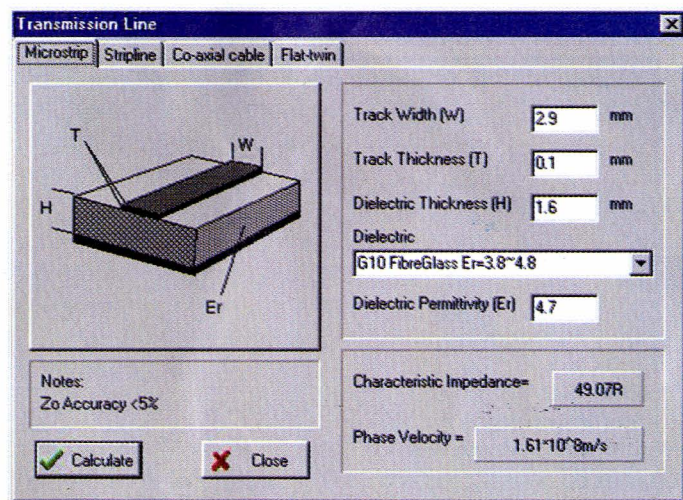 Transmission Line
Microstrip Stripline Co-axial cable Flat-twin
T
W
H
Er
Track Width (W) 2.9 mm
Track Thickness (T) 0.1 mm
Dielectric Thickness (H) 1.6 mm
Dielectric
G10 FibreGlass Er=3.8~4.8
Dielectric Permittivity (Er) 4.7
Notes:
Zo Accuracy <5%
Characteristic Impedance= 49.07R
Phase Velocity = 1.61*10^8m/s
Calculate Close